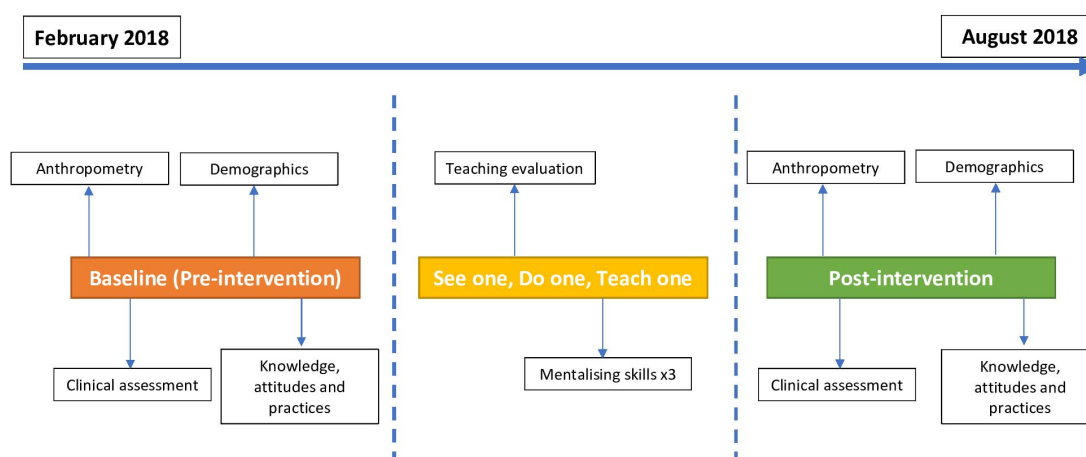 February 2018
August 2018
Anthropometry
Demographics
Teaching evaluation
Anthropometry
Demographics
Baseline (Pre-intervention)
See one, Do one, Teach one
Post-intervention
Clinical assessment
Knowledge,
attitudes and
practices
Mentalising skills x3
Clinical assessment
Knowledge,
attitudes and
practices